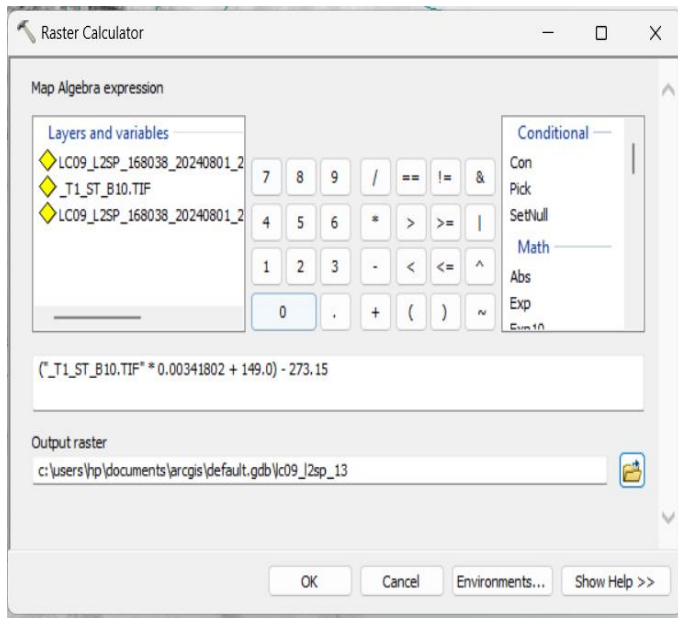 Raster Calculator
Map Algebra expression
Layers and variables
LC09_L2SP_168038_20240801_2
_T1_ST_B10.TIF
LC09_L2SP_168038_20240801_2
7 8 9 / == != &
4 5 6 * > >= |
1 2 3 - < <= ^
0 . + ( ) ~
Conditional
Con
Pick
SetNull
Math
Abs
Exp
Exp10
("_T1_ST_B10.TIF" * 0.00341802 + 149.0) - 273.15
Output raster
c:\users\hp\documents\arcgis\default.gdb\lc09_l2sp_13
OK Cancel Environments... Show Help >>